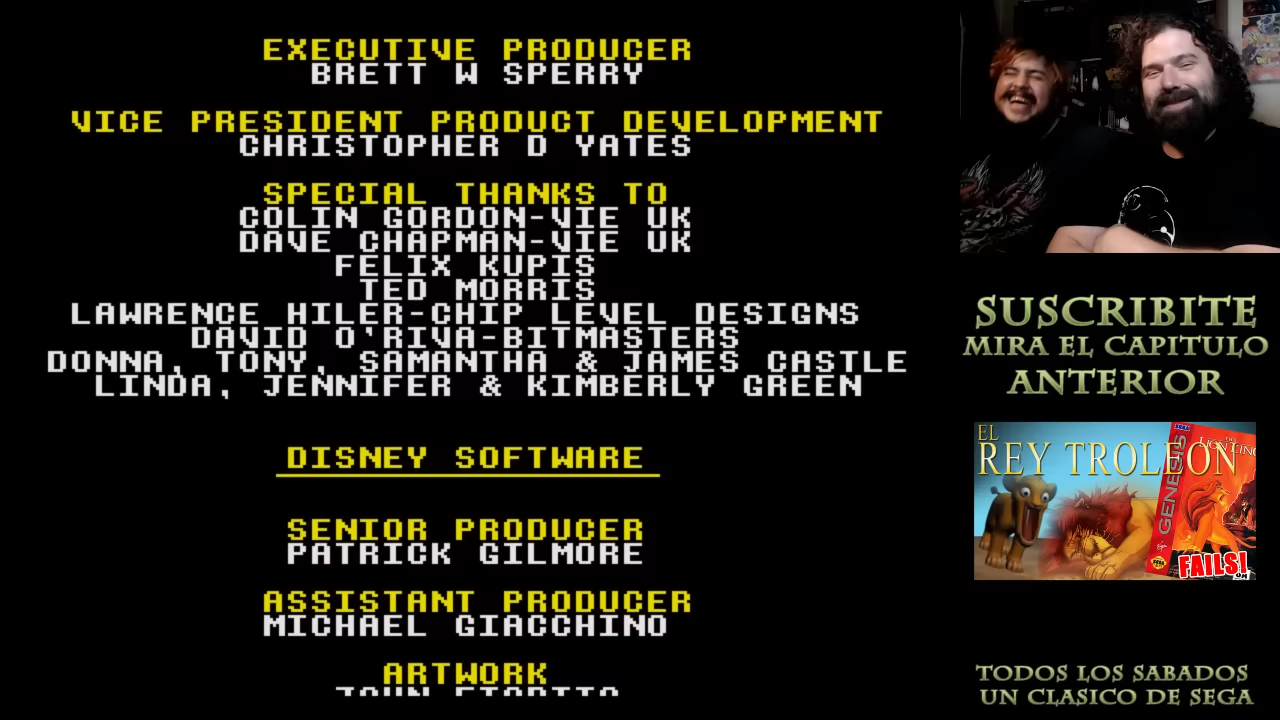 EXECUTIVE PRODUCER
BRETT W SPERRY
VICE PRESIDENT PRODUCT DEVELOPMENT
CHRISTOPHER D YATES
SPECIAL THANKS TO
COLIN GORDON-VIE UK
DAVE CHAPMAN-VIE UK
FELIX KUPIS
TED MORRIS
LAWRENCE HILER-CHIP LEVEL DESIGNS
DAVID O'RIVA-BITMASTERS
DONNA, TONY, SAMANTHA & JAMES CASTLE
LINDA, JENNIFER & KIMBERLY GREEN
DISNEY SOFTWARE
SENIOR PRODUCER
PATRICK GILMORE
ASSISTANT PRODUCER
MICHAEL GIACCHINO
ARTWORK
SUSCRIBITE
MIRA EL CAPITULO
ANTERIOR
EL
REY TROLEON
SEGA
GENESIS
FAILS!
TODOS LOS SABADOS
UN CLASICO DE SEGA